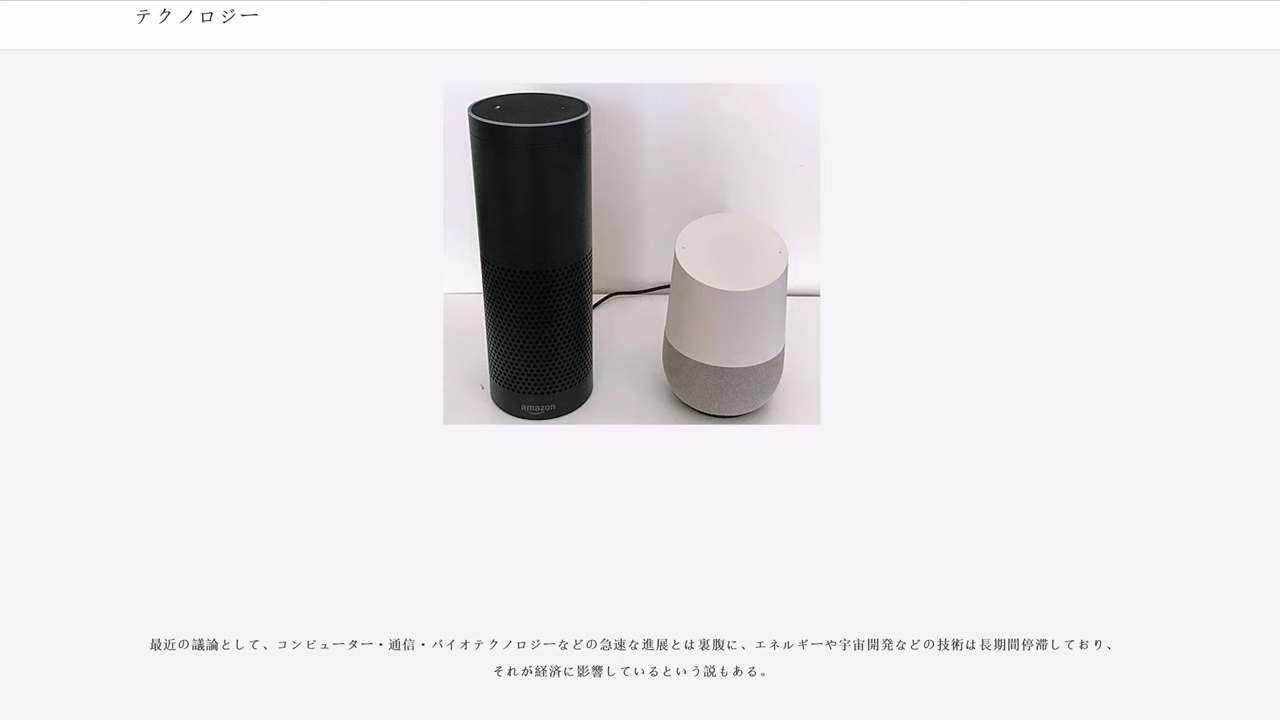 テクノロジー
amazon
最近の議論として、コンピューター・通信・バイオテクノロジーなどの急速な進展とは裏腹に、エネルギーや宇宙開発などの技術は長期間停滞しており、
それが経済に影響しているという説もある。